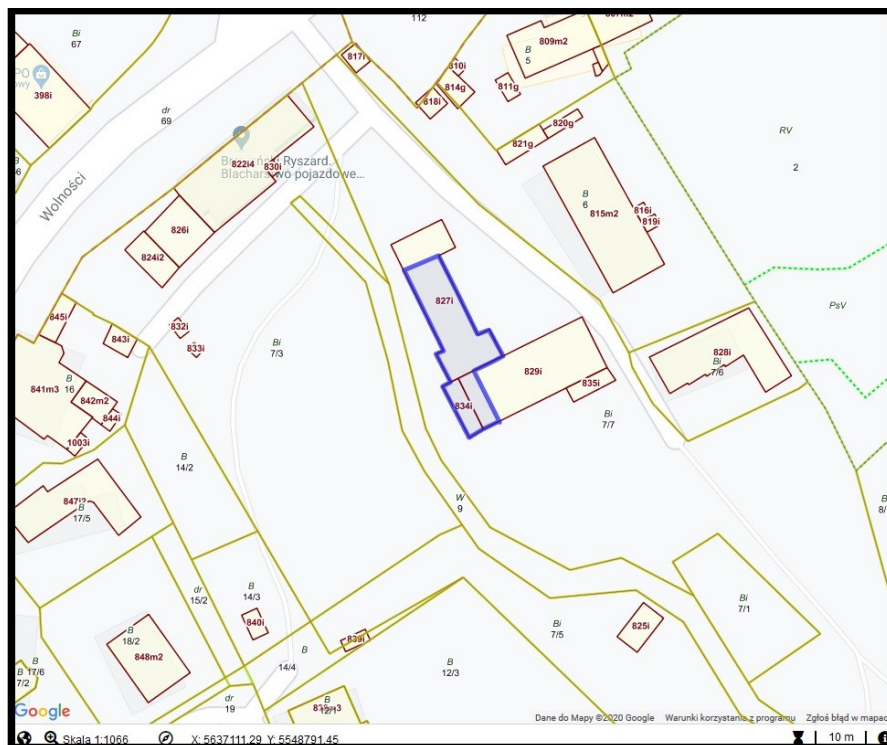 Bi
67
112
809m2
B
5
817i
810i
814g
811g
818i
398i
dr
69
820g
821g
RV
2
822i4
830i
Blacharstwo pojazdowe...
Wolności
B
6
815m2
816i
819i
826i
824i2
827i
PsV
845i
843i
832i
833i
Bi
7/3
828i
Bi
7/6
829i
835i
834i
B
16
841m3
842m2
844i
1003i
Bi
7/7
B
14/2
B
17/5
W
9
B
14/3
dr
15/2
840i
Bi
7/1
Bi
7/5
825i
B
18/2
848m2
839i
B
14/4
B
12/3
B
17/6
B
7/2
dr
19
B
12/1
Google
Dane do Mapy ©2020 Google
Warunki korzystania z programu
Zgłoś błąd w mapach
Skala 1:1066
X: 5637111.29 Y: 5548791.45
10 m